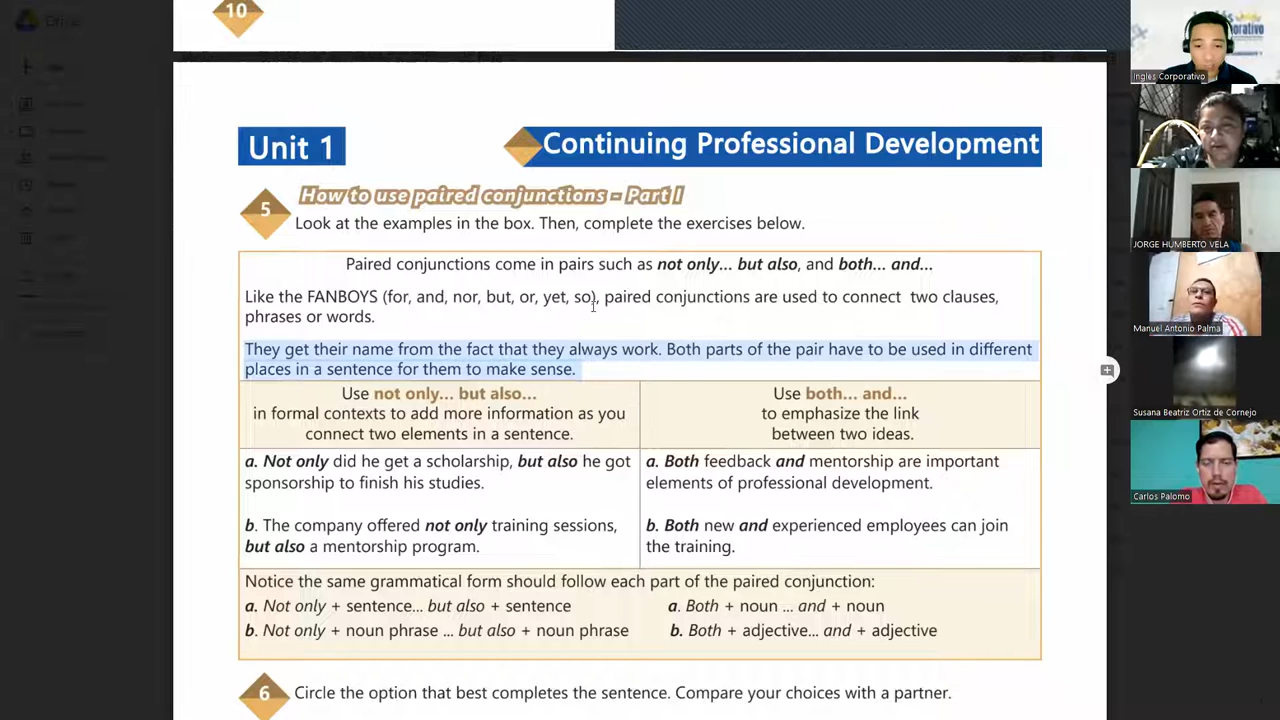 10
Unit 1
Continuing Professional Development
How to use paired conjunctions - Part I
5
Look at the examples in the box. Then, complete the exercises below.
Paired conjunctions come in pairs such as not only... but also, and both... and...
Like the FANBOYS (for, and, nor, but, or, yet, so), paired conjunctions are used to connect two clauses,
phrases or words.
They get their name from the fact that they always work. Both parts of the pair have to be used in different
places in a sentence for them to make sense.
Use not only... but also...
in formal contexts to add more information as you
connect two elements in a sentence.
Use both... and...
to emphasize the link
between two ideas.
a. Not only did he get a scholarship, but also he got
sponsorship to finish his studies.
b. The company offered not only training sessions,
but also a mentorship program.
a. Both feedback and mentorship are important
elements of professional development.
b. Both new and experienced employees can join
the training.
Notice the same grammatical form should follow each part of the paired conjunction:
a. Not only + sentence... but also + sentence
a. Both + noun ... and + noun
b. Not only + noun phrase ... but also + noun phrase
b. Both + adjective... and + adjective
6
Circle the option that best completes the sentence. Compare your choices with a partner.
Ingles Corporativo
JORGE HUMBERTO VELA
Manuel Antonio Palma
Susana Beatriz Ortiz de Cornejo
Carlos Palomo